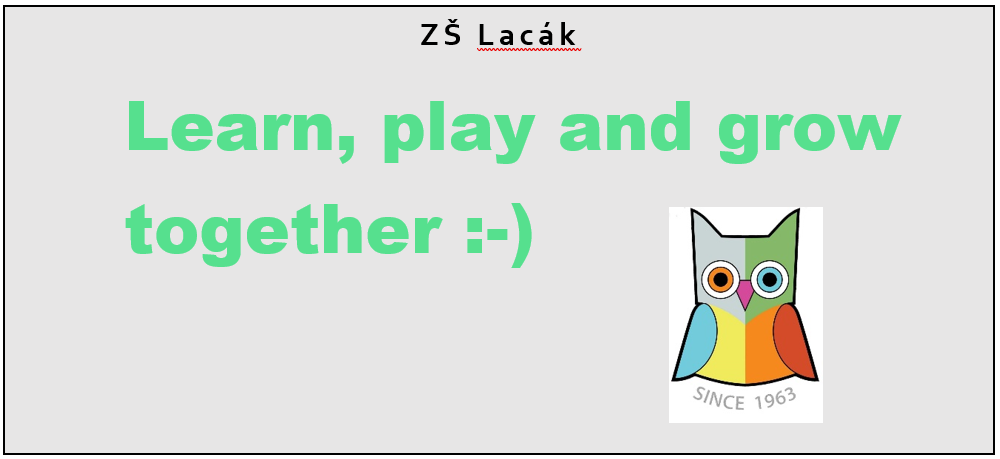 ZŠ Lacák
Learn, play and grow
together :-)
SINCE 1963